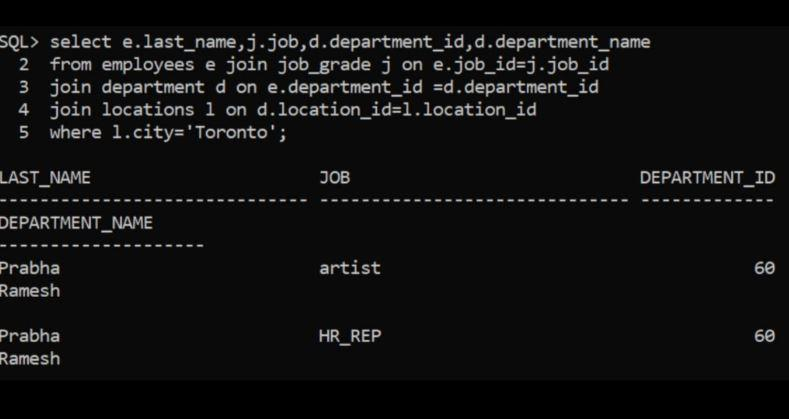 SQL> select e.last_name,j.job,d.department_id,d.department_name
2 from employees e join job_grade j on e.job_id=j.job_id
3 join department d on e.department_id =d.department_id
4 join locations l on d.location_id=l.location_id
5 where l.city='Toronto';
LAST_NAME JOB DEPARTMENT_ID
------------------------------ ------------------------------ -------------
DEPARTMENT_NAME
--------------------
Prabha artist 60
Ramesh
Prabha HR_REP 60
Ramesh